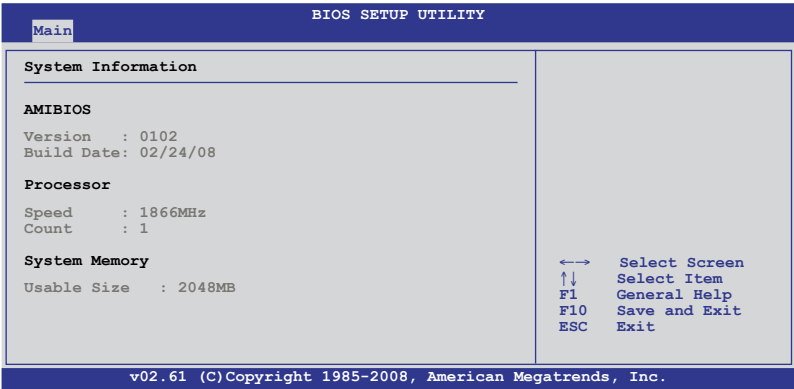 BIOS SETUP UTILITY
Main
System Information
AMIBIOS
Version : 0102
Build Date: 02/24/08
Processor
Speed : 1866MHz
Count : 1
System Memory
Usable Size : 2048MB
←→ Select Screen
↑↓ Select Item
F1 General Help
F10 Save and Exit
ESC Exit
v02.61 (C)Copyright 1985-2008, American Megatrends, Inc.